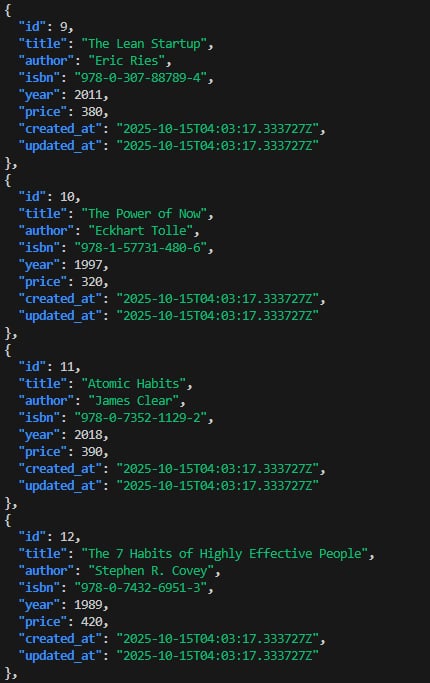 {
"id": 9,
"title": "The Lean Startup",
"author": "Eric Ries",
"isbn": "978-0-307-88789-4",
"year": 2011,
"price": 380,
"created_at": "2025-10-15T04:03:17.333727Z",
"updated_at": "2025-10-15T04:03:17.333727Z"
},
{
"id": 10,
"title": "The Power of Now",
"author": "Eckhart Tolle",
"isbn": "978-1-57731-480-6",
"year": 1997,
"price": 320,
"created_at": "2025-10-15T04:03:17.333727Z",
"updated_at": "2025-10-15T04:03:17.333727Z"
},
{
"id": 11,
"title": "Atomic Habits",
"author": "James Clear",
"isbn": "978-0-7352-1129-2",
"year": 2018,
"price": 390,
"created_at": "2025-10-15T04:03:17.333727Z",
"updated_at": "2025-10-15T04:03:17.333727Z"
},
{
"id": 12,
"title": "The 7 Habits of Highly Effective People",
"author": "Stephen R. Covey",
"isbn": "978-0-7432-6951-3",
"year": 1989,
"price": 420,
"created_at": "2025-10-15T04:03:17.333727Z",
"updated_at": "2025-10-15T04:03:17.333727Z"
},